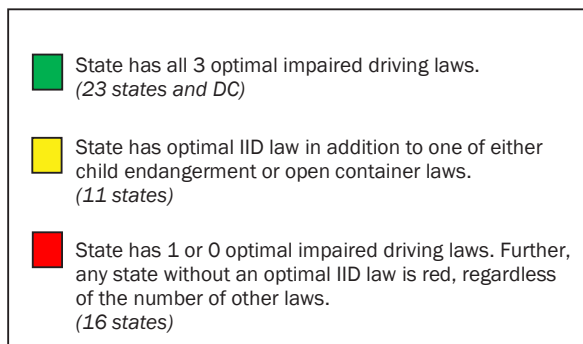 State has all 3 optimal impaired driving laws.
(23 states and DC)
State has optimal IID law in addition to one of either
child endangerment or open container laws.
(11 states)
State has 1 or 0 optimal impaired driving laws. Further,
any state without an optimal IID law is red, regardless
of the number of other laws.
(16 states)